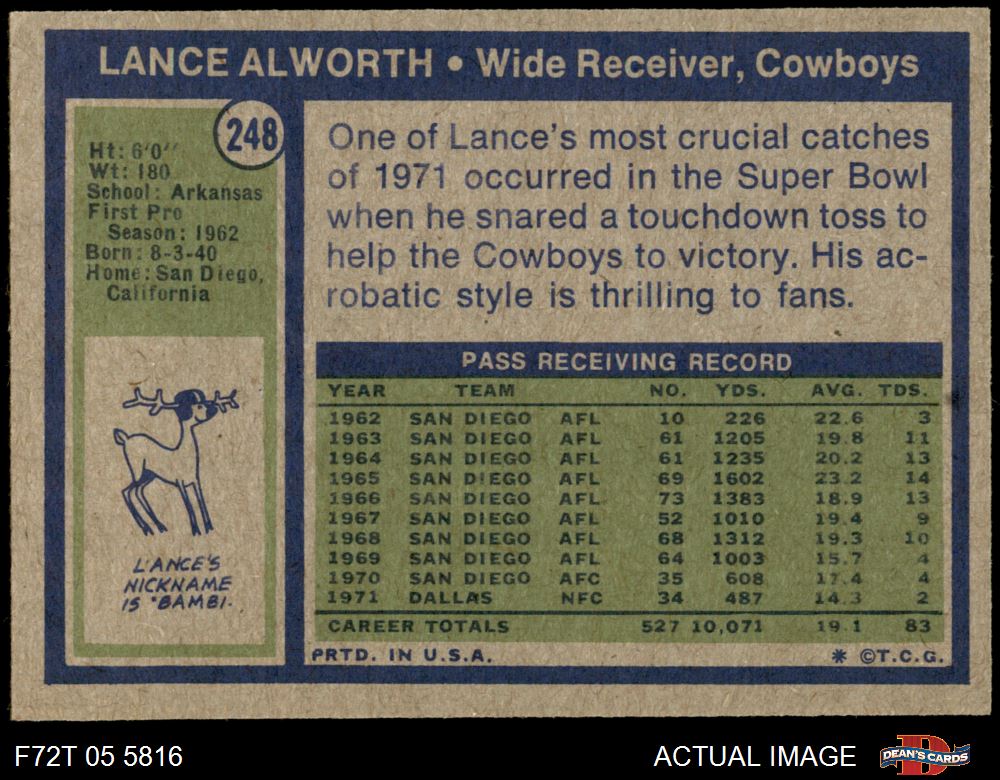 LANCE ALWORTH • Wide Receiver, Cowboys
248
Ht: 6'0''
Wt: 180
School: Arkansas
First Pro
Season: 1962
Born: 8-3-40
Home: San Diego,
California
LANCE'S
NICKNAME
IS "BAMBI.
One of Lance's most crucial catches
of 1971 occurred in the Super Bowl
when he snared a touchdown toss to
help the Cowboys to victory. His ac-
robatic style is thrilling to fans.
PASS RECEIVING RECORD
YEAR TEAM NO. YDS. AVG. TDS.
1962 SAN DIEGO AFL 10 226 22.6 3
1963 SAN DIEGO AFL 61 1205 19.8 11
1964 SAN DIEGO AFL 61 1235 20.2 13
1965 SAN DIEGO AFL 69 1602 23.2 14
1966 SAN DIEGO AFL 73 1383 18.9 13
1967 SAN DIEGO AFL 52 1010 19.4 9
1968 SAN DIEGO AFL 68 1312 19.3 10
1969 SAN DIEGO AFL 64 1003 15.7 4
1970 SAN DIEGO AFC 35 608 17.4 4
1971 DALLAS NFC 34 487 14.3 2
CAREER TOTALS 527 10,071 19.1 83
PRTD. IN U.S.A. * ©T.C.G.
F72T 05 5816 ACTUAL IMAGE DEAN'S CARDS